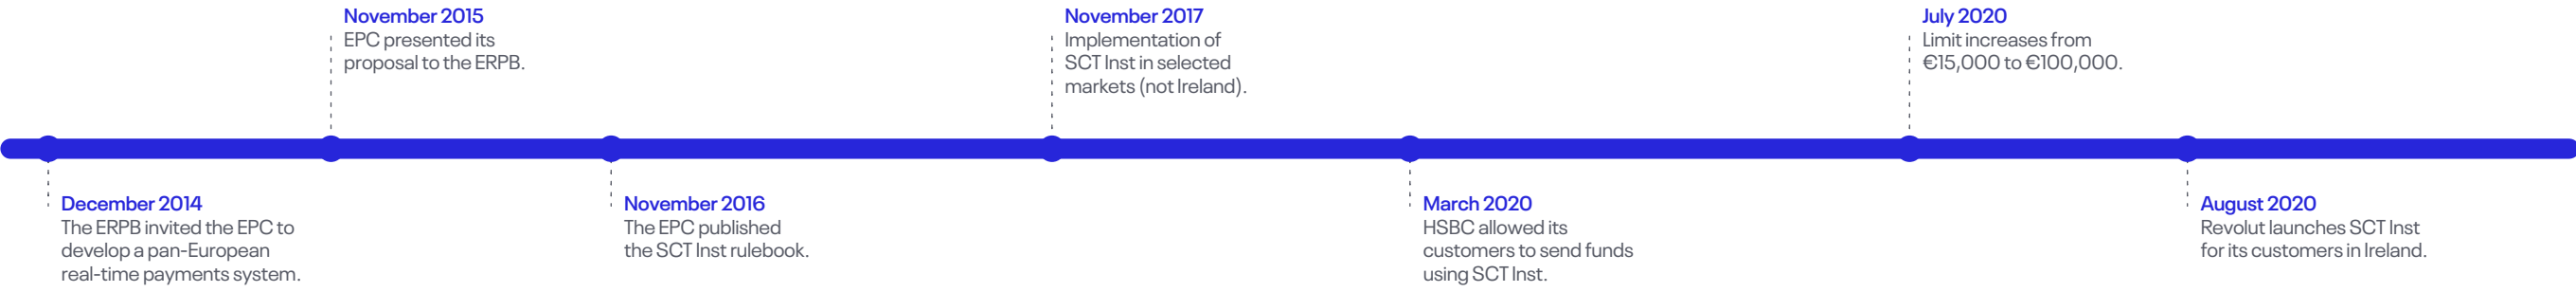 November 2015
EPC presented its
proposal to the ERPB.
November 2017
Implementation of
SCT Inst in selected
markets (not Ireland).
July 2020
Limit increases from
€15,000 to €100,000.
December 2014
The ERPB invited the EPC to
develop a pan-European
real-time payments system.
November 2016
The EPC published
the SCT Inst rulebook.
March 2020
HSBC allowed its
customers to send funds
using SCT Inst.
August 2020
Revolut launches SCT Inst
for its customers in Ireland.